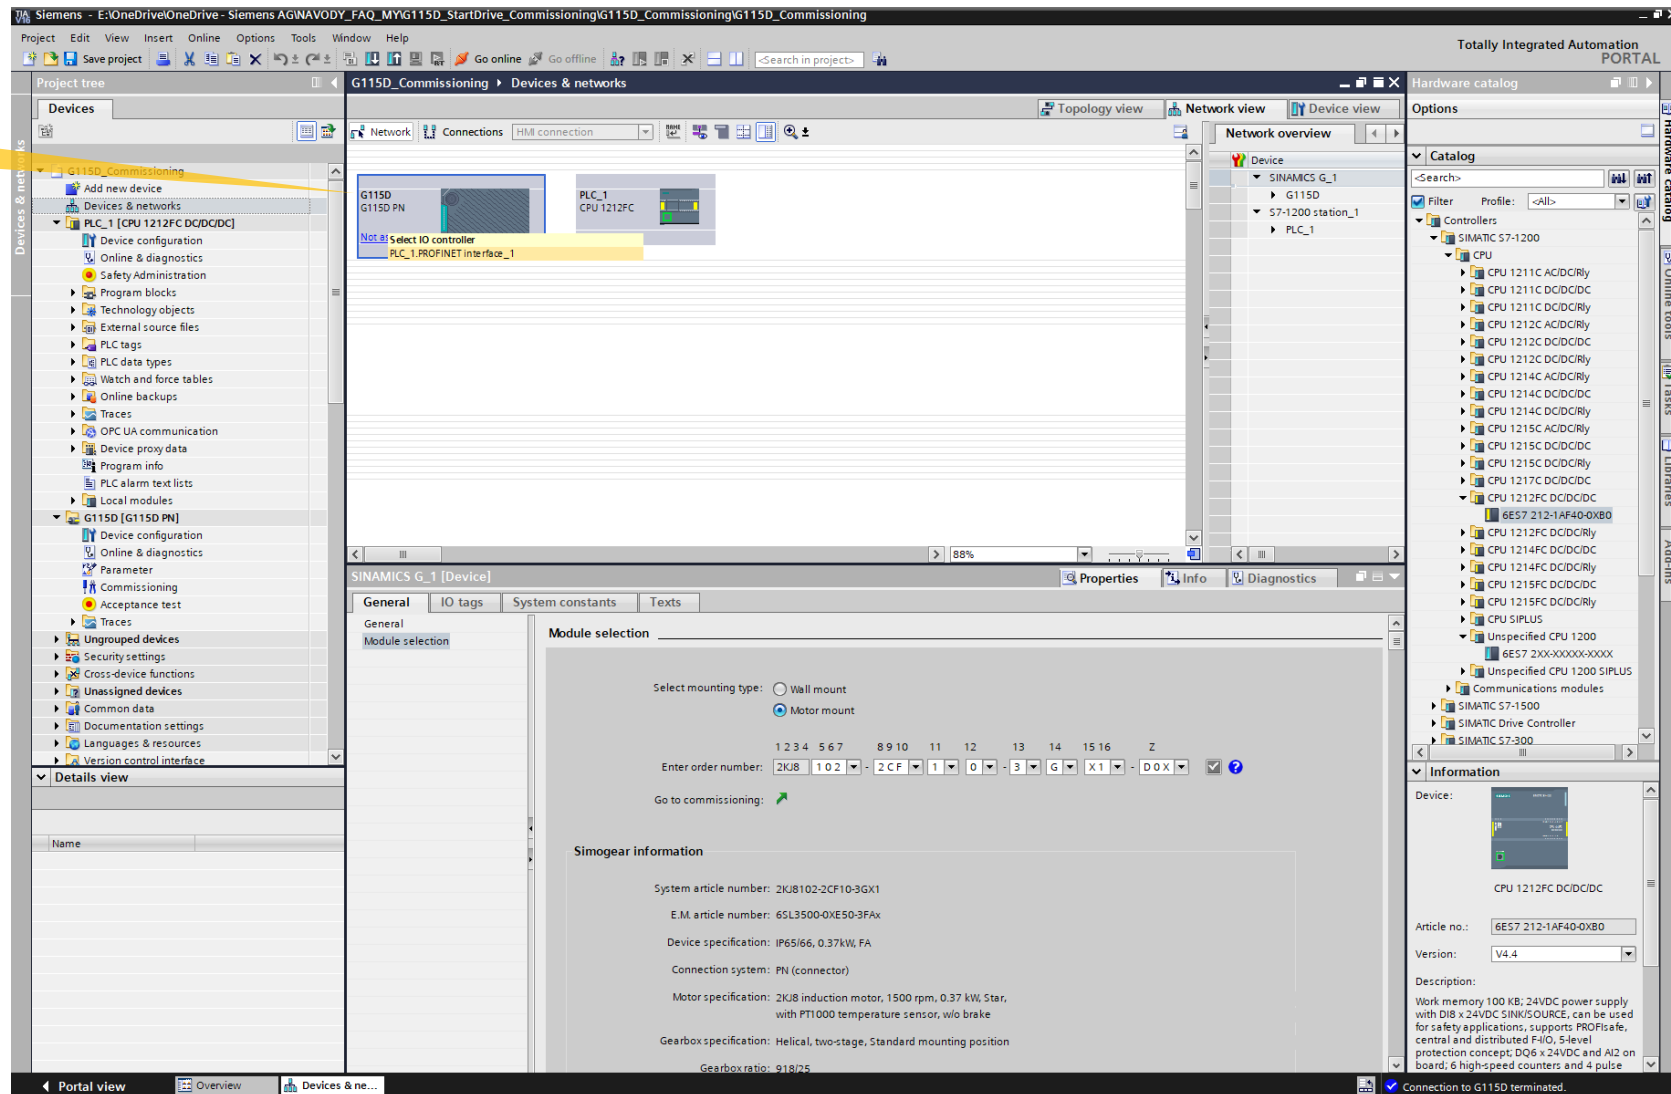 Siemens - E:\OneDrive\OneDrive - Siemens AG\NAVODY_FAQ_MY\G115D_StartDrive_Commissioning\G115D_Commissioning\G115D_Commissioning
Project Edit View Insert Online Options Tools Window Help
Totally Integrated Automation
PORTAL
Save project
Go online
Go offline
<Search in project>
Project tree
G115D_Commissioning
Devices & networks
Hardware catalog
Devices
Topology view
Network view
Device view
Options
Network
Connections
HMI connection
Network overview
Devices & networks
G115D_Commissioning
Add new device
Devices & networks
PLC_1 [CPU 1212FC DC/DC/DC]
Device configuration
Online & diagnostics
Safety Administration
Program blocks
Technology objects
External source files
PLC tags
PLC data types
Watch and force tables
Online backups
Traces
OPC UA communication
Device proxy data
Program info
PLC alarm text lists
Local modules
G115D [G115D PN]
Device configuration
Online & diagnostics
Parameter
Commissioning
Acceptance test
Traces
Ungrouped devices
Security settings
Cross-device functions
Unassigned devices
Common data
Documentation settings
Languages & resources
Version control interface
Details view
Name
G115D
G115D PN
Not as
Select IO controller
PLC_1.PROFINET interface_1
PLC_1
CPU 1212FC
88%
Device
SINAMICS G_1
G115D
S7-1200 station_1
PLC_1
SINAMICS G_1 [Device]
Properties
Info
Diagnostics
General
IO tags
System constants
Texts
General
Module selection
Module selection
Select mounting type:
Wall mount
Motor mount
1 2 3 4 5 6 7 8 9 10 11 12 13 14 15 16 Z
Enter order number: 2KJ8 1 0 2 - 2 C F 1 0 - 3 G X 1 - D 0 X
Go to commissioning:
Simogear information
System article number: 2KJ8102-2CF10-3GX1
E.M. article number: 6SL3500-0XE50-3FAx
Device specification: IP65/66, 0.37kW, FA
Connection system: PN (connector)
Motor specification: 2KJ8 induction motor, 1500 rpm, 0.37 kW, Star,
with PT1000 temperature sensor, w/o brake
Gearbox specification: Helical, two-stage, Standard mounting position
Gearbox ratio: 918/25
Catalog
<Search>
Filter
Profile:
<All>
Controllers
SIMATIC S7-1200
CPU
CPU 1211C AC/DC/Rly
CPU 1211C DC/DC/DC
CPU 1211C DC/DC/Rly
CPU 1212C AC/DC/Rly
CPU 1212C DC/DC/DC
CPU 1212C DC/DC/Rly
CPU 1214C AC/DC/Rly
CPU 1214C DC/DC/DC
CPU 1214C DC/DC/Rly
CPU 1215C AC/DC/Rly
CPU 1215C DC/DC/DC
CPU 1215C DC/DC/Rly
CPU 1217C DC/DC/DC
CPU 1212FC DC/DC/DC
6ES7 212-1AF40-0XB0
CPU 1212FC DC/DC/Rly
CPU 1214FC DC/DC/DC
CPU 1214FC DC/DC/Rly
CPU 1215FC DC/DC/DC
CPU 1215FC DC/DC/Rly
CPU SIPLUS
Unspecified CPU 1200
6ES7 2XX-XXXXX-XXXX
Unspecified CPU 1200 SIPLUS
Communications modules
SIMATIC S7-1500
SIMATIC Drive Controller
SIMATIC S7-300
Information
Device:
CPU 1212FC DC/DC/DC
Article no.: 6ES7 212-1AF40-0XB0
Version: V4.4
Description:
Work memory 100 KB; 24VDC power supply
with DI8 x 24VDC SINK/SOURCE, can be used
for safety applications, supports PROFIsafe,
central and distributed F-I/O, 5-level
protection concept; DQ6 x 24VDC and AI2 on
board; 6 high-speed counters and 4 pulse
Hardware catalog
Online tools
Tasks
Libraries
Add-ins
Portal view
Overview
Devices & ne...
Connection to G115D terminated.